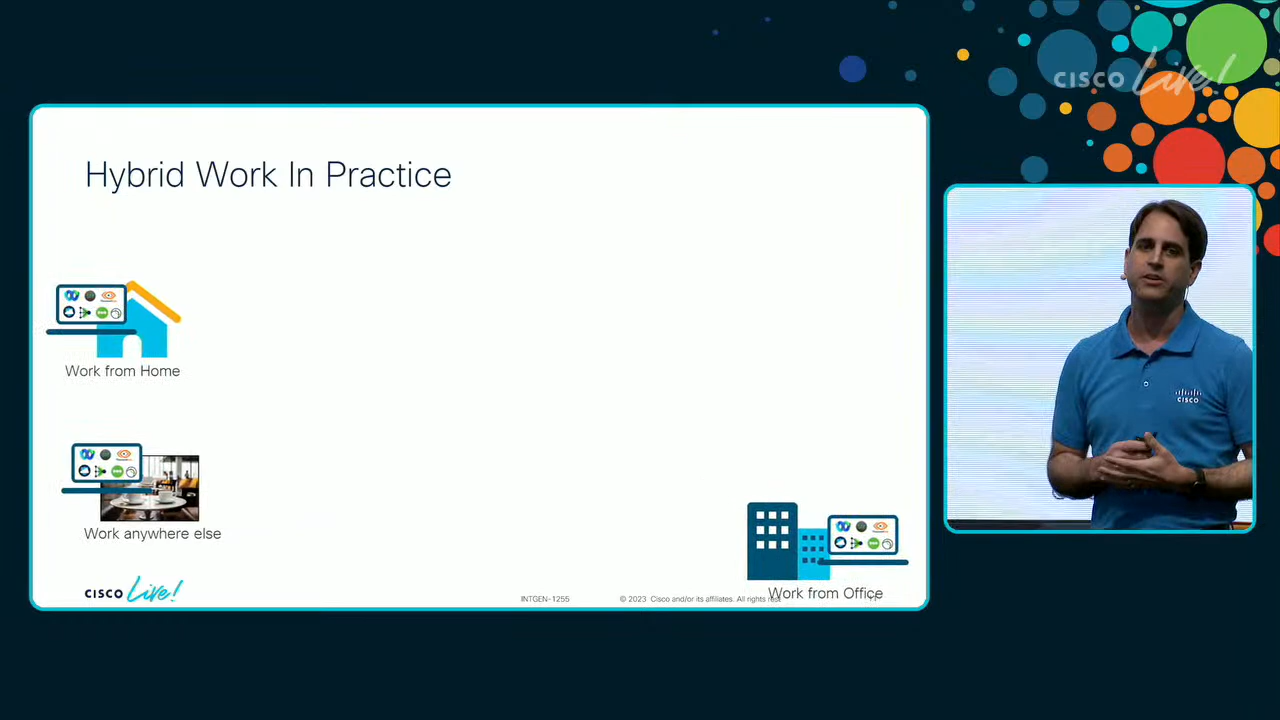 CISCO Live!
Hybrid Work In Practice
Work from Home
Work anywhere else
Work from Office
CISCO Live!
INTGEN-1255
© 2023 Cisco and/or its affiliates. All rights
CISCO